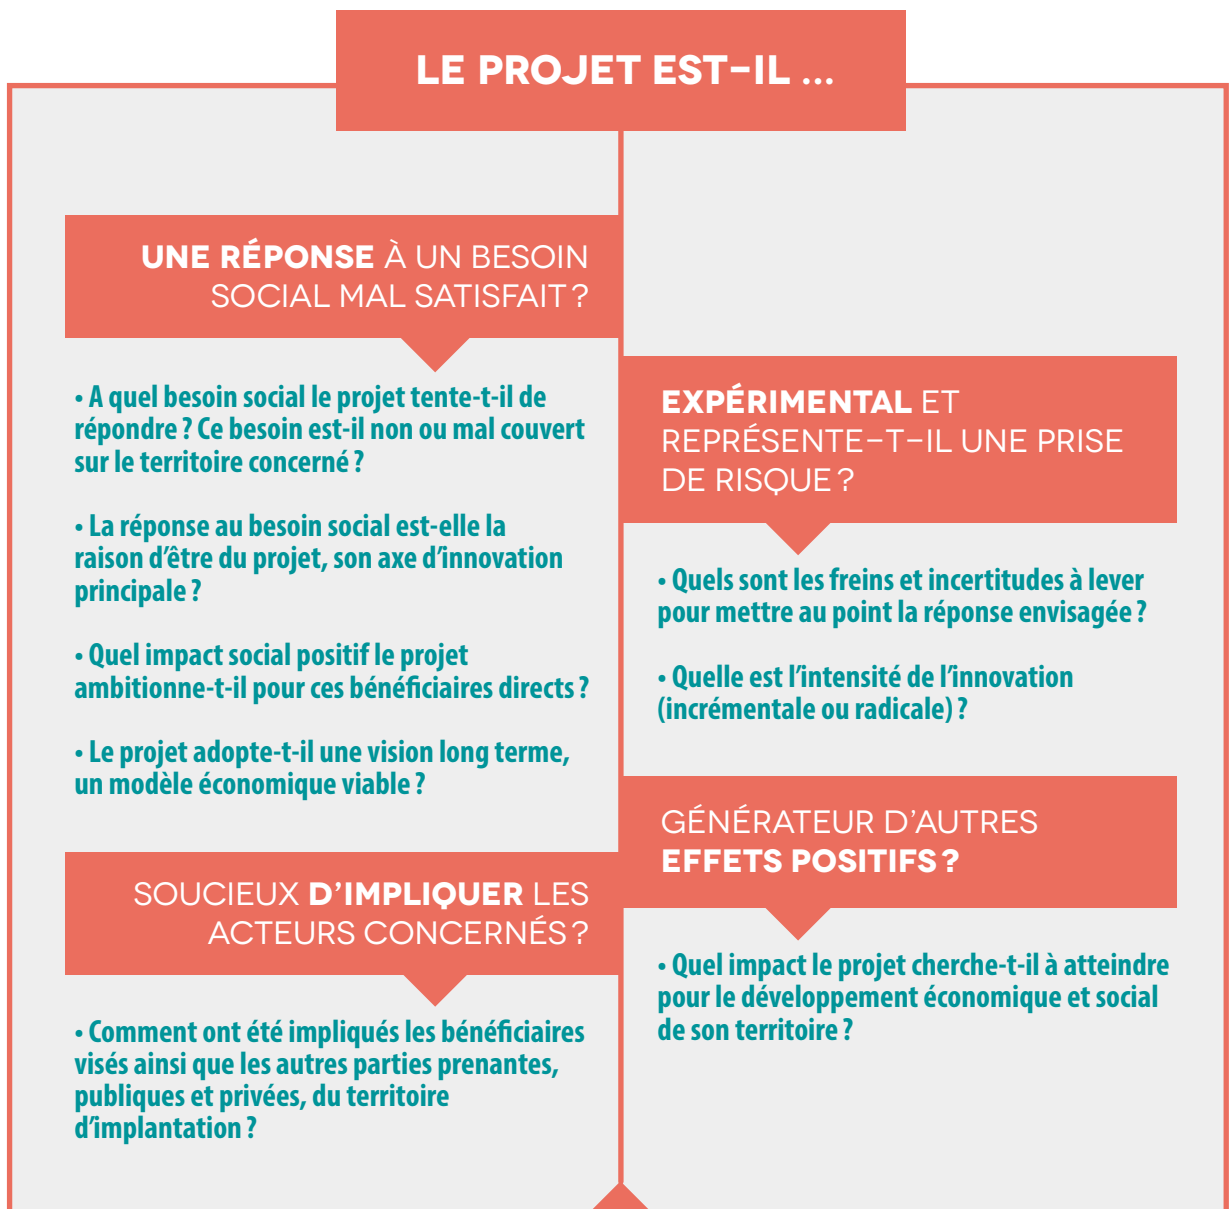 LE PROJET EST-IL ...
UNE RÉPONSE À UN BESOIN
SOCIAL MAL SATISFAIT ?
• A quel besoin social le projet tente-t-il de
répondre ? Ce besoin est-il non ou mal couvert
sur le territoire concerné ?
• La réponse au besoin social est-elle la
raison d’être du projet, son axe d’innovation
principale ?
• Quel impact social positif le projet
ambitionne-t-il pour ces bénéficiaires directs ?
• Le projet adopte-t-il une vision long terme,
un modèle économique viable ?
EXPÉRIMENTAL ET
REPRÉSENTE-T-IL UNE PRISE
DE RISQUE ?
• Quels sont les freins et incertitudes à lever
pour mettre au point la réponse envisagée ?
• Quelle est l’intensité de l’innovation
(incrémentale ou radicale) ?
SOUCIEUX D’IMPLIQUER LES
ACTEURS CONCERNÉS ?
• Comment ont été impliqués les bénéficiaires
visés ainsi que les autres parties prenantes,
publiques et privées, du territoire
d’implantation ?
GÉNÉRATEUR D’AUTRES
EFFETS POSITIFS ?
• Quel impact le projet cherche-t-il à atteindre
pour le développement économique et social
de son territoire ?